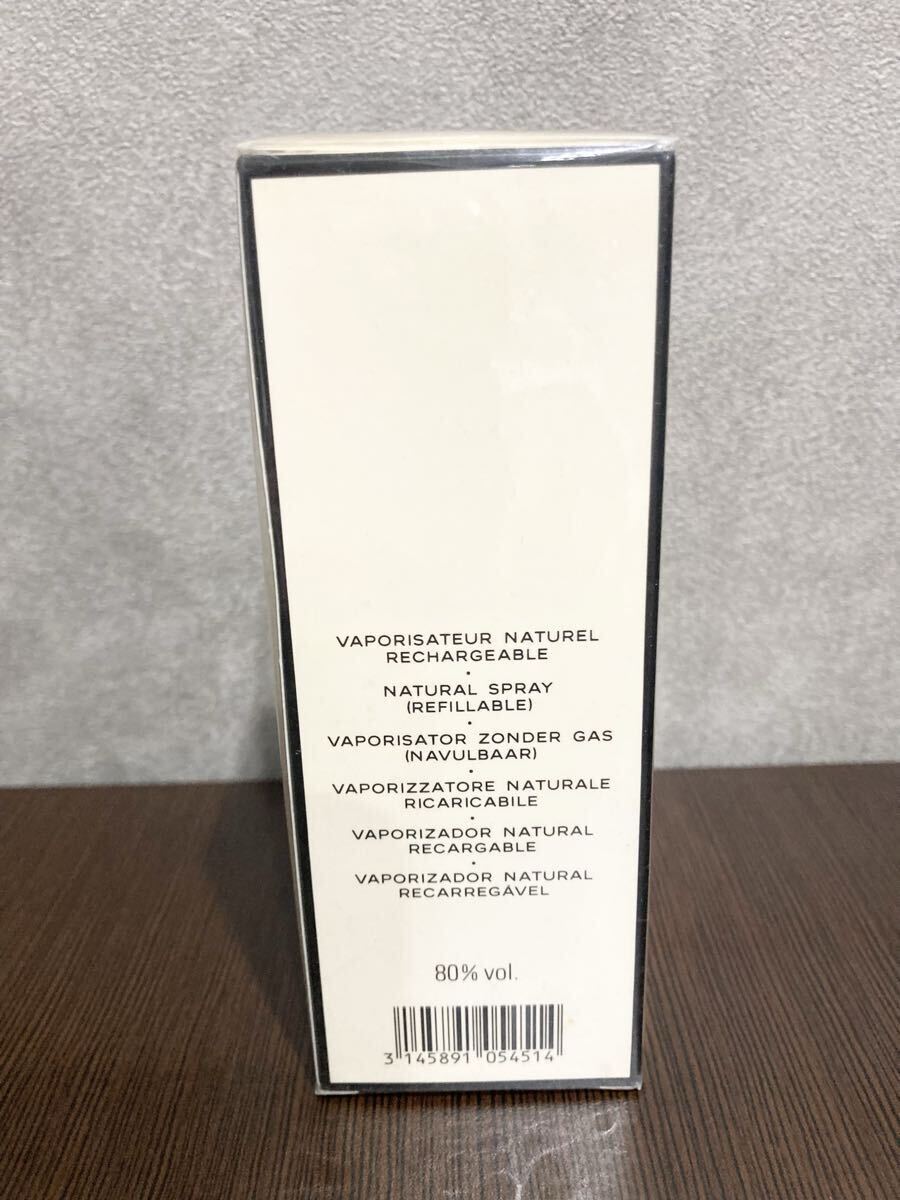 VAPORISATEUR NATUREL
RECHARGEABLE
•
NATURAL SPRAY
(REFILLABLE)
•
VAPORISATOR ZONDER GAS
(NAVULBAAR)
•
VAPORIZZATORE NATURALE
RICARICABILE
•
VAPORIZADOR NATURAL
RECARGABLE
•
VAPORIZADOR NATURAL
RECARREGÁVEL
80% vol.
3 145891 054514